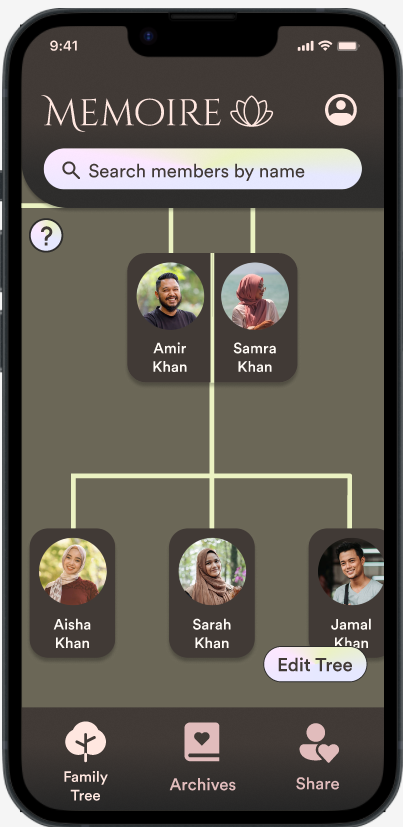 9:41
MEMOIRE
Search members by name
?
Amir
Khan
Samra
Khan
Aisha
Khan
Sarah
Khan
Jamal
Khan
Edit Tree
Family
Tree
Archives
Share